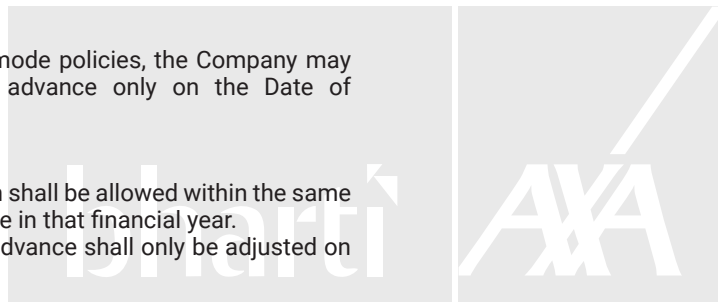 mode policies, the Company may
advance only on the Date of
shall be allowed within the same
e in that financial year.
dvance shall only be adjusted on
bharti
AXA